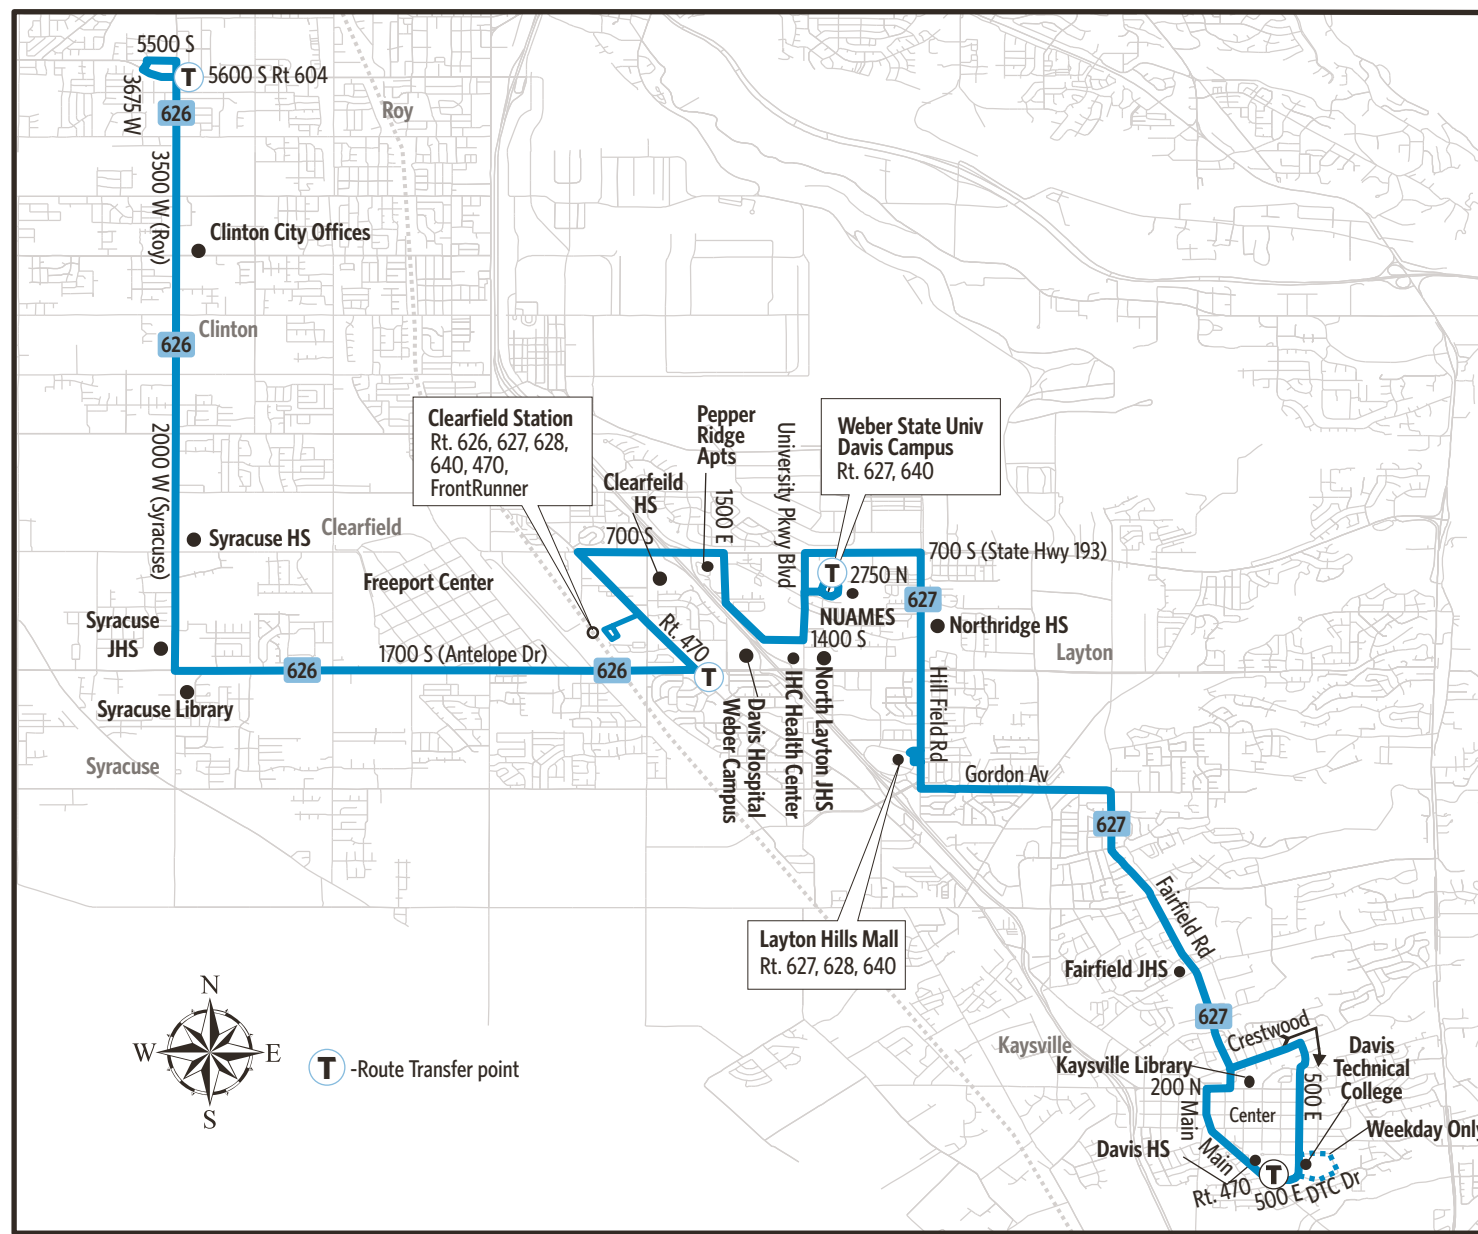 5500 S
5600 S Rt 604
3675 W
626
Roy
3500 W (Roy)
Clinton City Offices
Clinton
626
2000 W (Syracuse)
Clearfield Station
Rt. 626, 627, 628,
640, 470,
FrontRunner
Pepper
Ridge
Apts
University Pkwy Blvd
Weber State Univ
Davis Campus
Rt. 627, 640
Clearfeild
HS
1500 E
Syracuse HS
Clearfield
700 S
700 S (State Hwy 193)
Freeport Center
T
T
2750 N
627
NUAMES
Northridge HS
Syracuse
JHS
Rt. 470
1400 S
Layton
1700 S (Antelope Dr)
626
626
T
Syracuse Library
Hill Field Rd
Davis Hospital
Weber Campus
IHC Health Center
North Layton JHS
Syracuse
Gordon Av
627
Fairfield Rd
Layton Hills Mall
Rt. 627, 628, 640
Fairfield JHS
N
W
E
S
T
-Route Transfer point
627
Crestwood
Kaysville
Kaysville Library
Davis
Technical
College
200 N
Main
Center
500 E
Weekday Only
Davis HS
Main
Rt. 470
T
500 E
DTC Dr